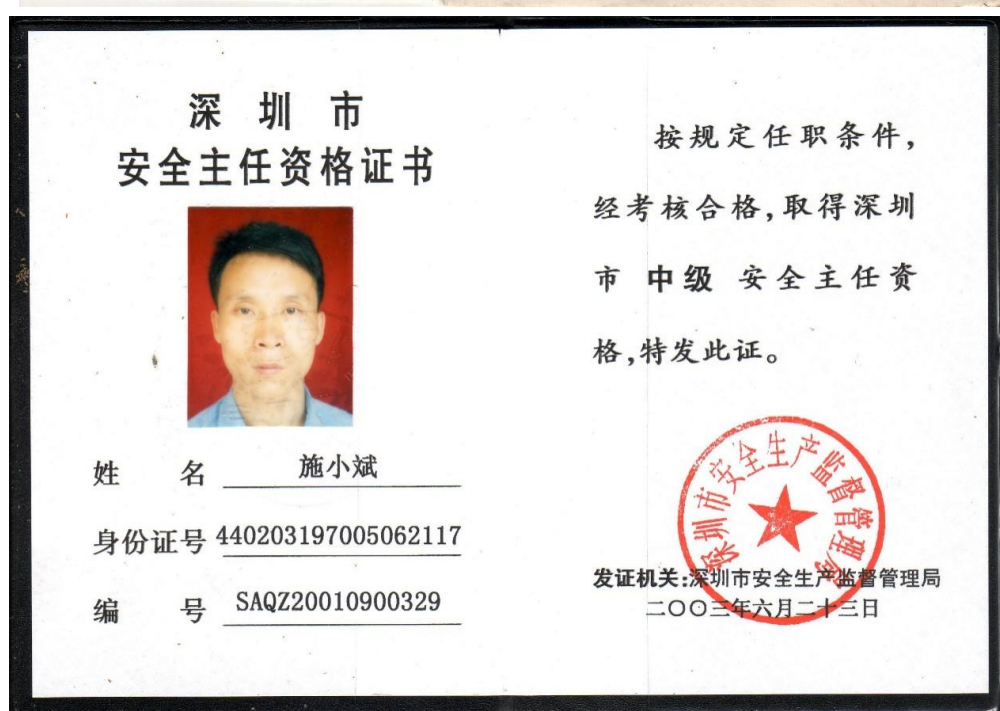 深圳市
安全主任资格证书
姓 名 施小斌
身份证号 440203197005062117
编 号 SAQZ20010900329
按规定任职条件,
经考核合格,取得深圳
市 中级 安全主任资
格,特发此证。
深圳市安全生产监督管理局
发证机关:深圳市安全生产监督管理局
二〇〇三年六月二十三日